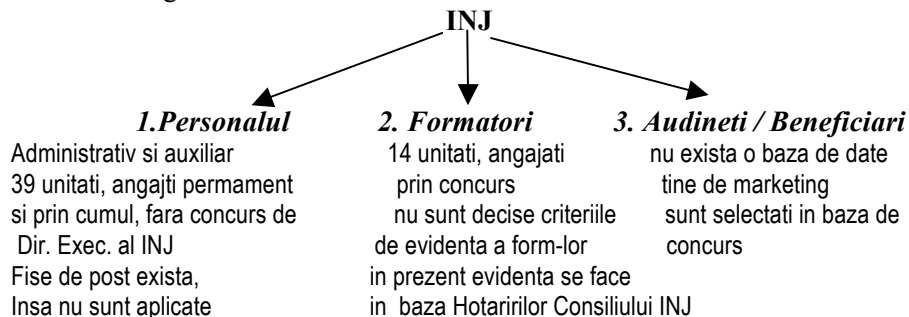 INJ
1.Personalul
Administrativ si auxiliar
39 unitati, angajti permament
si prin cumul, fara concurs de
Dir. Exec. al INJ
Fise de post exista,
Insa nu sunt aplicate
2. Formatori
14 unitati, angajati
prin concurs
nu sunt decise criteriile
de evidenta a form-lor
in prezent evidenta se face
in baza Hotaririlor Consiliului INJ
3. Audineti / Beneficiari
nu exista o baza de date
tine de marketing
sunt selectati in baza de
concurs